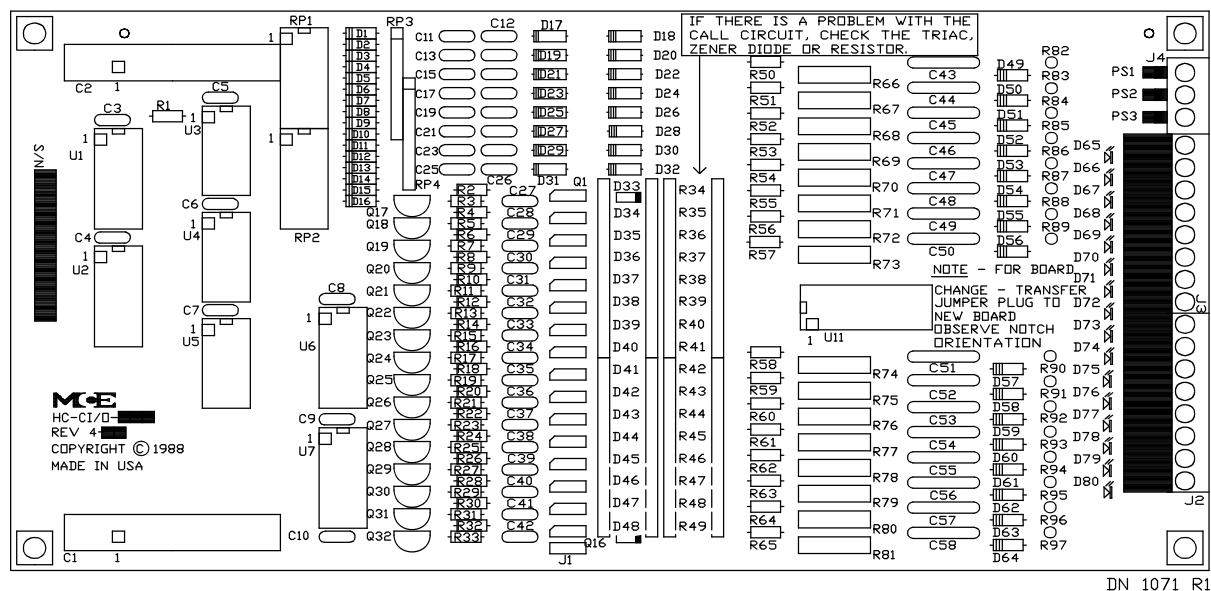 IF THERE IS A PROBLEM WITH THE
CALL CIRCUIT, CHECK THE TRIAC,
ZENER DIODE OR RESISTOR.
RP1
RP3
C12
D17
1
D1
D2
D3
D4
D5
D6
D7
D8
D9
D10
D11
D12
D13
D14
D15
D16
C11
C13
C15
C17
C19
C21
C23
C25
D19
D21
D23
D25
D27
D29
D31
D18
D20
D22
D24
D26
D28
D30
D32
C26
RP4
C2
1
C3
R1
C5
1
U3
1
U1
S/N
C6
1
U4
C4
1
U2
C7
1
U5
1
RP2
C8
1
U6
C9
1
U7
C10
MCE
HC-CI/O-
REV 4-
COPYRIGHT © 1988
MADE IN USA
C1
1
Q17
Q18
Q19
Q20
Q21
Q22
Q23
Q24
Q25
Q26
Q27
Q28
Q29
Q30
Q31
Q32
R2
R3
R4
R5
R6
R7
R8
R9
R10
R11
R12
R13
R14
R15
R16
R17
R18
R19
R20
R21
R22
R23
R24
R25
R26
R27
R28
R29
R30
R31
R32
R33
C27
C28
C29
C30
C31
C32
C33
C34
C35
C36
C37
C38
C39
C40
C41
C42
Q1
Q16
J1
D33
D34
D35
D36
D37
D38
D39
D40
D41
D42
D43
D44
D45
D46
D47
D48
R34
R35
R36
R37
R38
R39
R40
R41
R42
R43
R44
R45
R46
R47
R48
R49
R50
R51
R52
R53
R54
R55
R56
R57
R66
R67
R68
R69
R70
R71
R72
R73
C43
C44
C45
C46
C47
C48
C49
C50
D49
D50
D51
D52
D53
D54
D55
D56
R82
R83
R84
R85
R86
R87
R88
R89
NOTE - FOR BOARD
CHANGE - TRANSFER
JUMPER PLUG TO
NEW BOARD
OBSERVE NOTCH
ORIENTATION
1
U11
R58
R59
R60
R61
R62
R63
R64
R65
R74
R75
R76
R77
R78
R79
R80
R81
C51
C52
C53
C54
C55
C56
C57
C58
D57
D58
D59
D60
D61
D62
D63
D64
R90
R91
R92
R93
R94
R95
R96
R97
J4
PS1
PS2
PS3
D65
D66
D67
D68
D69
D70
D71
D72
D73
D74
D75
D76
D77
D78
D79
D80
J3
J2
DN 1071 R1